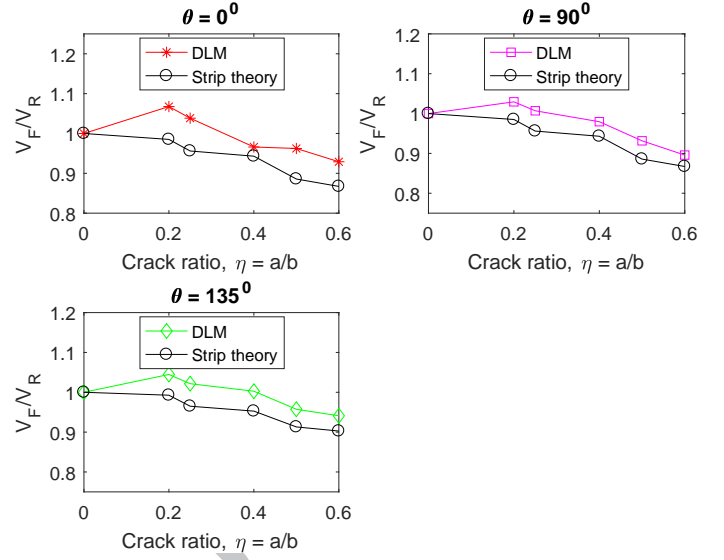 θ = 0⁰
DLM
Strip theory
1.2
1.1
1
0.9
0.8
V_F/V_R
0 0.2 0.4 0.6
Crack ratio, η = a/b
θ = 90⁰
DLM
Strip theory
1.2
1.1
1
0.9
0.8
V_F/V_R
0 0.2 0.4 0.6
Crack ratio, η = a/b
θ = 135⁰
DLM
Strip theory
1.2
1.1
1
0.9
0.8
V_F/V_R
0 0.2 0.4 0.6
Crack ratio, η = a/b